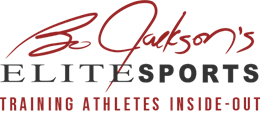 Bo Jackson's
ELITESPORTS
TRAINING ATHLETES INSIDE-OUT